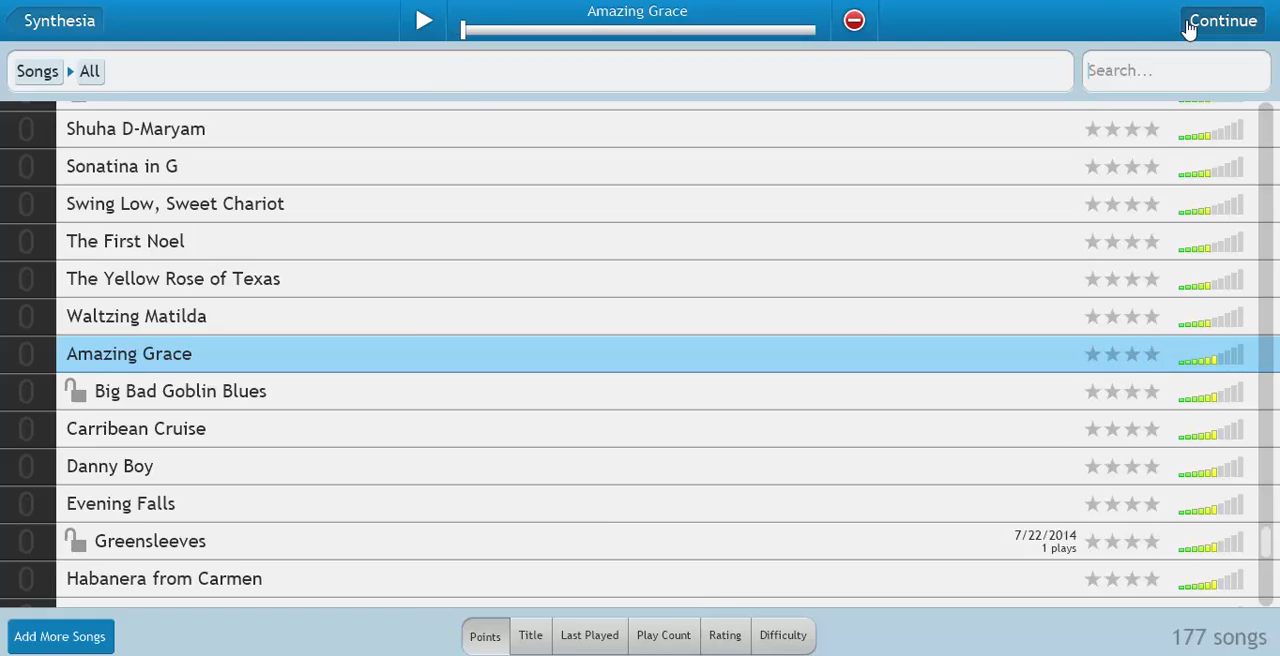 Synthesia
Amazing Grace
Continue
Songs All
Search...
0 Shuha D-Maryam
0 Sonatina in G
0 Swing Low, Sweet Chariot
0 The First Noel
0 The Yellow Rose of Texas
0 Waltzing Matilda
0 Amazing Grace
0 Big Bad Goblin Blues
0 Carribean Cruise
0 Danny Boy
0 Evening Falls
0 Greensleeves 7/22/2014
1 plays
0 Habanera from Carmen
Add More Songs
Points Title Last Played Play Count Rating Difficulty
177 songs